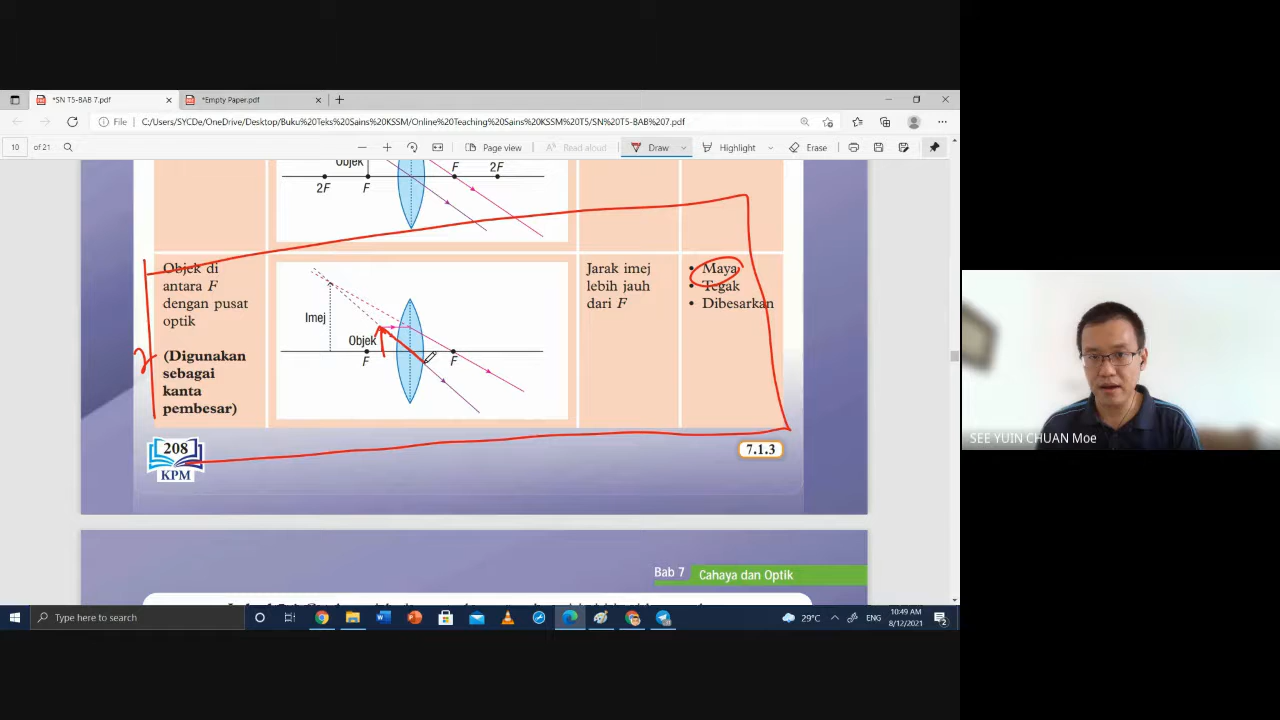 *SN T5-BAB 7.pdf
*Empty Paper.pdf
File C:/Users/SYCDe/OneDrive/Desktop/Buku%20Teks%20Sains%20KSSM/Online%20Teaching%20Sains%20KSSM%20T5/SN%20T5-BAB%207.pdf
10 of 21
Page view
Read aloud
Draw
Highlight
Erase
Objek
F 2F
2F F
Objek di
antara F
dengan pusat
optik
(Digunakan
sebagai
kanta
pembesar)
Imej
Objek
F F
Jarak imej
lebih jauh
dari F
• Maya
• Tegak
• Dibesarkan
208
KPM
7.1.3
Bab 7 Cahaya dan Optik
SEE YUIN CHUAN Moe
Type here to search
29°C
ENG
10:49 AM
8/12/2021
2